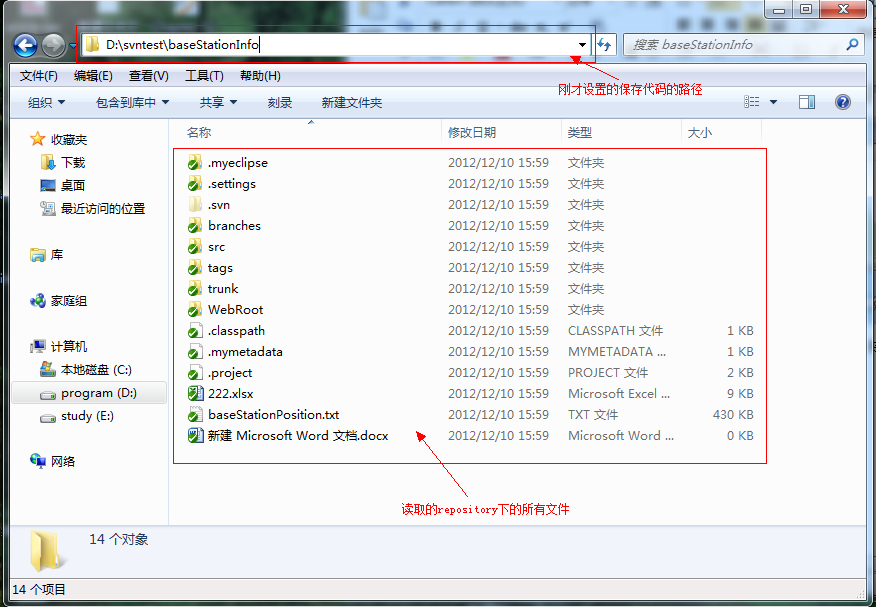 D:\svntest\baseStationInfo
搜索 baseStationInfo
文件(F) 编辑(E) 查看(V) 工具(T) 帮助(H)
刚才设置的保存代码的路径
组织 包含到库中 共享 刻录 新建文件夹
收藏夹
下载
桌面
最近访问的位置
库
家庭组
计算机
本地磁盘 (C:)
program (D:)
study (E:)
网络
名称 修改日期 类型 大小
.myeclipse 2012/12/10 15:59 文件夹
.settings 2012/12/10 15:59 文件夹
.svn 2012/12/10 15:59 文件夹
branches 2012/12/10 15:59 文件夹
src 2012/12/10 15:59 文件夹
tags 2012/12/10 15:59 文件夹
trunk 2012/12/10 15:59 文件夹
WebRoot 2012/12/10 15:59 文件夹
.classpath 2012/12/10 15:59 CLASSPATH 文件 1 KB
.mymetadata 2012/12/10 15:59 MYMETADATA ... 1 KB
.project 2012/12/10 15:59 PROJECT 文件 2 KB
222.xlsx 2012/12/10 15:59 Microsoft Excel ... 9 KB
baseStationPosition.txt 2012/12/10 15:59 TXT 文件 430 KB
新建 Microsoft Word 文档.docx 2012/12/10 15:59 Microsoft Word ... 0 KB
读取的repository下的所有文件
14 个对象
14 个项目